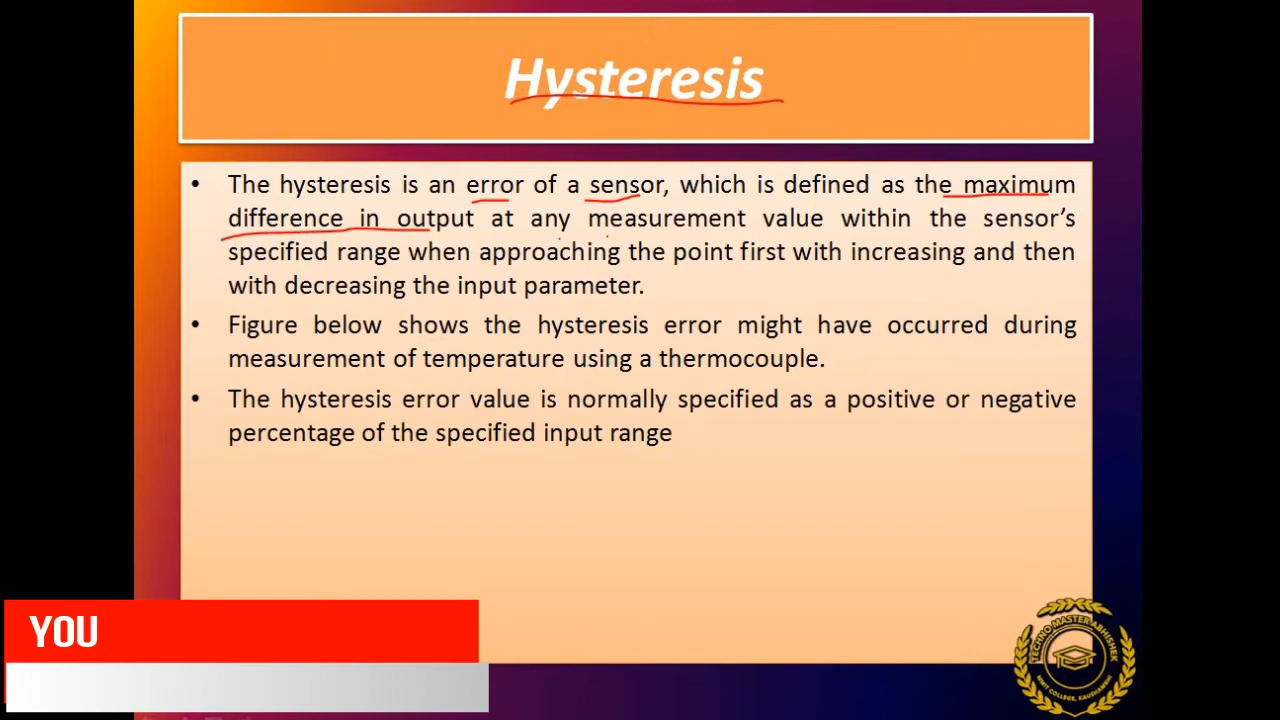 Hysteresis
• The hysteresis is an error of a sensor, which is defined as the maximum
difference in output at any measurement value within the sensor's
specified range when approaching the point first with increasing and then
with decreasing the input parameter.
• Figure below shows the hysteresis error might have occurred during
measurement of temperature using a thermocouple.
• The hysteresis error value is normally specified as a positive or negative
percentage of the specified input range
YOU
TECHNO MASTER ABHISHEK
MMIT COLLEGE, KAUSHAMBI